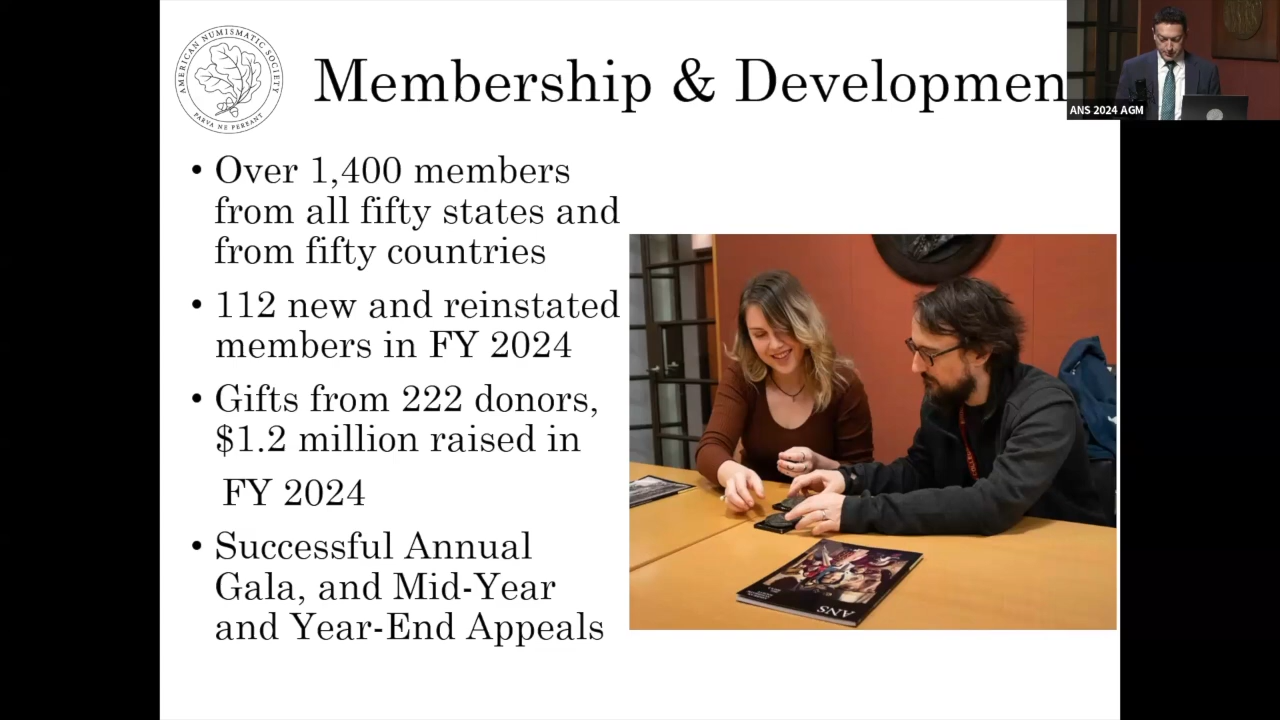 AMERICAN NUMISMATIC SOCIETY
PARVA NE PEREANT
Membership & Developmen
ANS 2024 AGM
• Over 1,400 members
from all fifty states and
from fifty countries
• 112 new and reinstated
members in FY 2024
• Gifts from 222 donors,
$1.2 million raised in
FY 2024
• Successful Annual
Gala, and Mid-Year
and Year-End Appeals
ANS